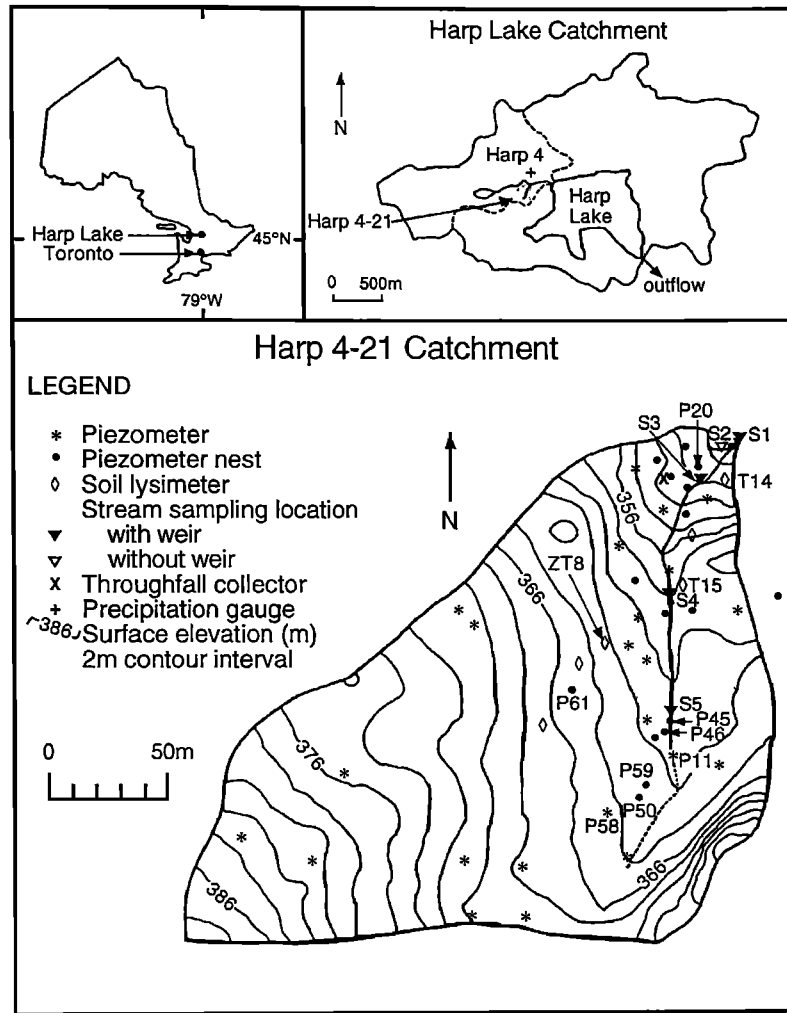 Harp Lake
Toronto
45°N
79°W
Harp Lake Catchment
N
Harp 4
+
Harp 4-21
Harp
Lake
0 500m
outflow
Harp 4-21 Catchment
LEGEND
* Piezometer
• Piezometer nest
◊ Soil lysimeter
Stream sampling location
▼ with weir
▽ without weir
x Throughfall collector
+ Precipitation gauge
386 Surface elevation (m)
2m contour interval
0 50m
N
S3
P20
S2
S1
T14
356
ZT8
366
T15
S4
P61
S5
P45
P46
P11
376
P59
P50
P58
366
386